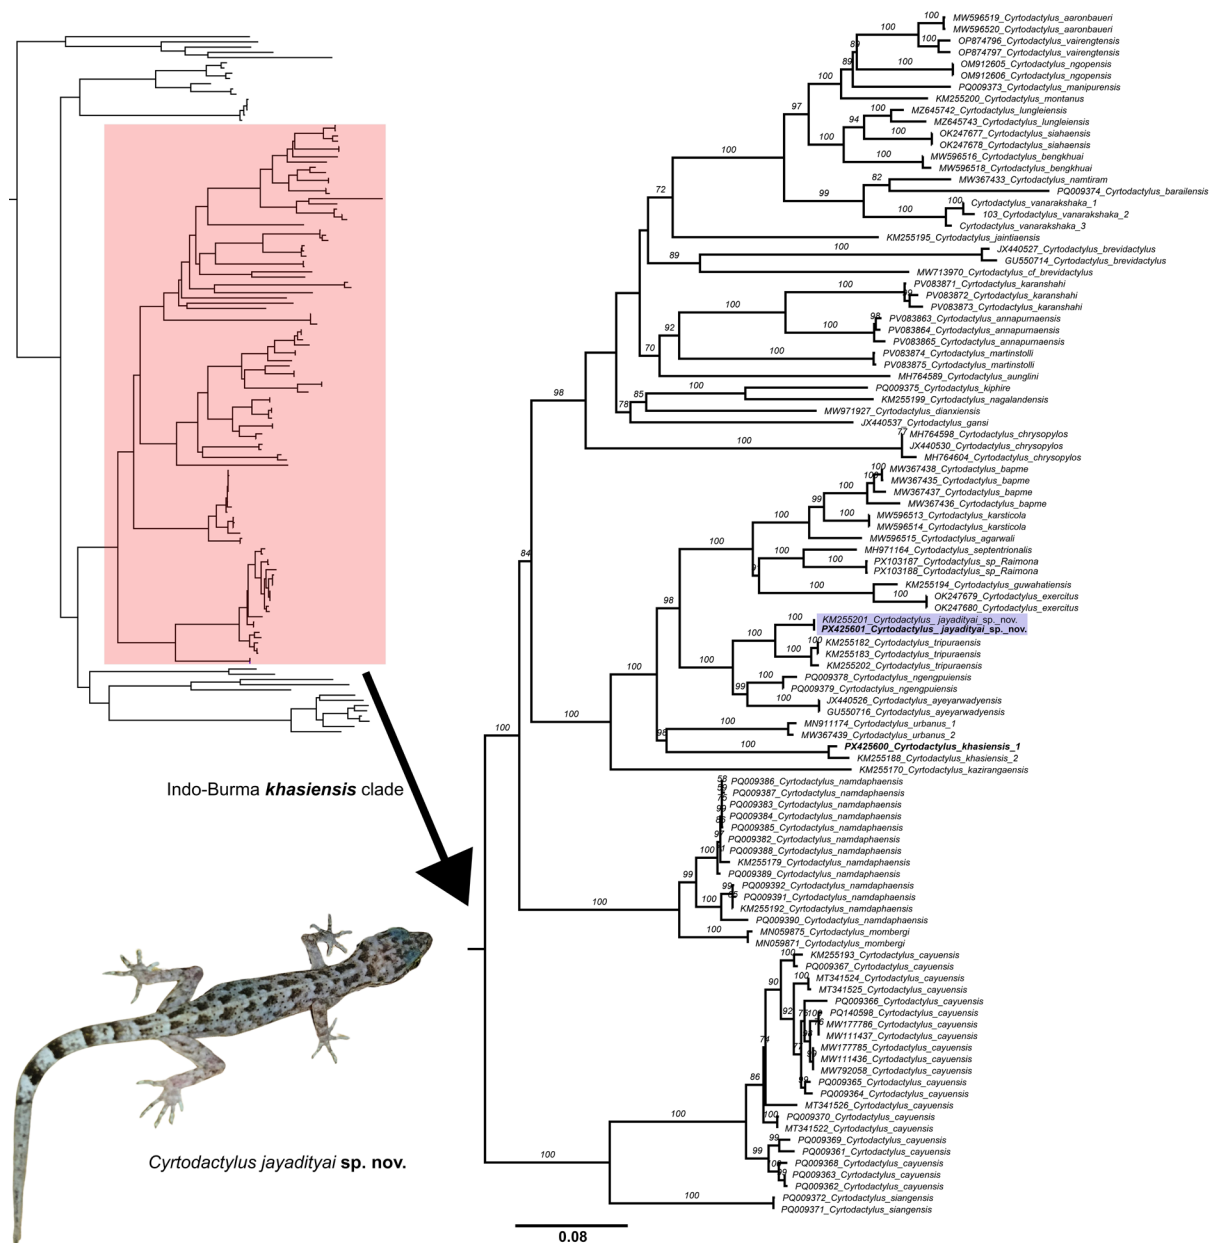 MW596519_Cyrtodactylus_aaronbaueri
MW596520_Cyrtodactylus_aaronbaueri
OP874796_Cyrtodactylus_vairengtensis
OP874797_Cyrtodactylus_vairengtensis
OM912605_Cyrtodactylus_ngopensis
OM912606_Cyrtodactylus_ngopensis
PQ009373_Cyrtodactylus_manipurensis
KM255200_Cyrtodactylus_montanus
MZ645742_Cyrtodactylus_lungleiensis
MZ645743_Cyrtodactylus_lungleiensis
OK247677_Cyrtodactylus_siahaensis
OK247678_Cyrtodactylus_siahaensis
MW596516_Cyrtodactylus_bengkhuai
MW596518_Cyrtodactylus_bengkhuai
MW367433_Cyrtodactylus_namtiram
PQ009374_Cyrtodactylus_barailensis
Cyrtodactylus_vanarakshaka_1
103_Cyrtodactylus_vanarakshaka_2
Cyrtodactylus_vanarakshaka_3
KM255195_Cyrtodactylus_jaintiaensis
JX440527_Cyrtodactylus_brevidactylus
GU550714_Cyrtodactylus_brevidactylus
MW713970_Cyrtodactylus_cf_brevidactylus
PV083871_Cyrtodactylus_karanshahi
PV083872_Cyrtodactylus_karanshahi
PV083873_Cyrtodactylus_karanshahi
PV083863_Cyrtodactylus_annapurnaensis
PV083864_Cyrtodactylus_annapurnaensis
PV083865_Cyrtodactylus_annapurnaensis
PV083874_Cyrtodactylus_martinstolli
PV083875_Cyrtodactylus_martinstolli
MH764589_Cyrtodactylus_aunglini
PQ009375_Cyrtodactylus_kiphire
KM255199_Cyrtodactylus_nagalandensis
MW971927_Cyrtodactylus_dianxiensis
JX440537_Cyrtodactylus_gansi
MH764598_Cyrtodactylus_chrysopylos
JX440530_Cyrtodactylus_chrysopylos
MH764604_Cyrtodactylus_chrysopylos
MW367438_Cyrtodactylus_bapme
MW367435_Cyrtodactylus_bapme
MW367437_Cyrtodactylus_bapme
MW367436_Cyrtodactylus_bapme
MW596513_Cyrtodactylus_karsticola
MW596514_Cyrtodactylus_karsticola
MW596515_Cyrtodactylus_agarwali
MH971164_Cyrtodactylus_septentrionalis
PX103187_Cyrtodactylus_sp_Raimona
PX103188_Cyrtodactylus_sp_Raimona
KM255194_Cyrtodactylus_guwahatiensis
OK247679_Cyrtodactylus_exercitus
OK247680_Cyrtodactylus_exercitus
KM255201_Cyrtodactylus_ jayadityai_sp._nov.
PX425601_Cyrtodactylus_ jayadityai_sp._nov.
KM255182_Cyrtodactylus_tripuraensis
KM255183_Cyrtodactylus_tripuraensis
KM255202_Cyrtodactylus_tripuraensis
PQ009378_Cyrtodactylus_ngengpuiensis
PQ009379_Cyrtodactylus_ngengpuiensis
JX440526_Cyrtodactylus_ayeyarwadyensis
GU550716_Cyrtodactylus_ayeyarwadyensis
MN911174_Cyrtodactylus_urbanus_1
MW367439_Cyrtodactylus_urbanus_2
PX425600_Cyrtodactylus_khasiensis_1
KM255188_Cyrtodactylus_khasiensis_2
KM255170_Cyrtodactylus_kazirangaensis
PQ009386_Cyrtodactylus_namdaphaensis
PQ009387_Cyrtodactylus_namdaphaensis
PQ009383_Cyrtodactylus_namdaphaensis
PQ009384_Cyrtodactylus_namdaphaensis
PQ009385_Cyrtodactylus_namdaphaensis
PQ009382_Cyrtodactylus_namdaphaensis
PQ009388_Cyrtodactylus_namdaphaensis
KM255179_Cyrtodactylus_namdaphaensis
PQ009389_Cyrtodactylus_namdaphaensis
PQ009392_Cyrtodactylus_namdaphaensis
PQ009391_Cyrtodactylus_namdaphaensis
KM255192_Cyrtodactylus_namdaphaensis
PQ009390_Cyrtodactylus_namdaphaensis
MN059875_Cyrtodactylus_mombergi
MN059871_Cyrtodactylus_mombergi
KM255193_Cyrtodactylus_cayuensis
PQ009367_Cyrtodactylus_cayuensis
MT341524_Cyrtodactylus_cayuensis
MT341525_Cyrtodactylus_cayuensis
PQ009366_Cyrtodactylus_cayuensis
PQ140598_Cyrtodactylus_cayuensis
MW177786_Cyrtodactylus_cayuensis
MW111437_Cyrtodactylus_cayuensis
MW177785_Cyrtodactylus_cayuensis
MW111436_Cyrtodactylus_cayuensis
MW792058_Cyrtodactylus_cayuensis
PQ009365_Cyrtodactylus_cayuensis
PQ009364_Cyrtodactylus_cayuensis
MT341526_Cyrtodactylus_cayuensis
PQ009370_Cyrtodactylus_cayuensis
MT341522_Cyrtodactylus_cayuensis
PQ009369_Cyrtodactylus_cayuensis
PQ009361_Cyrtodactylus_cayuensis
PQ009368_Cyrtodactylus_cayuensis
PQ009363_Cyrtodactylus_cayuensis
PQ009362_Cyrtodactylus_cayuensis
PQ009372_Cyrtodactylus_siangensis
PQ009371_Cyrtodactylus_siangensis
Indo-Burma khasiensis clade
Cyrtodactylus jayadityai sp. nov.
0.08